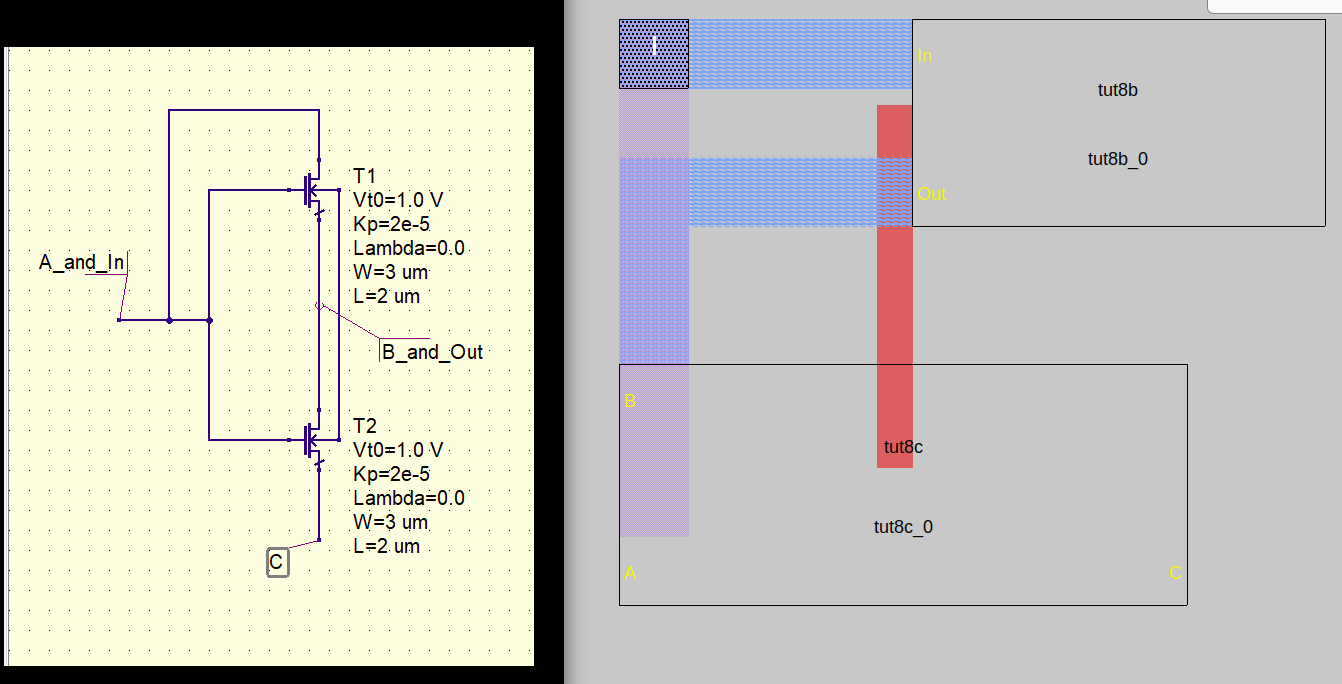 T1
Vt0=1.0 V
Kp=2e-5
Lambda=0.0
W=3 um
L=2 um
A_and_In
B_and_Out
T2
Vt0=1.0 V
Kp=2e-5
Lambda=0.0
W=3 um
L=2 um
C
In
tut8b
tut8b_0
Out
B
tut8c
tut8c_0
A
C